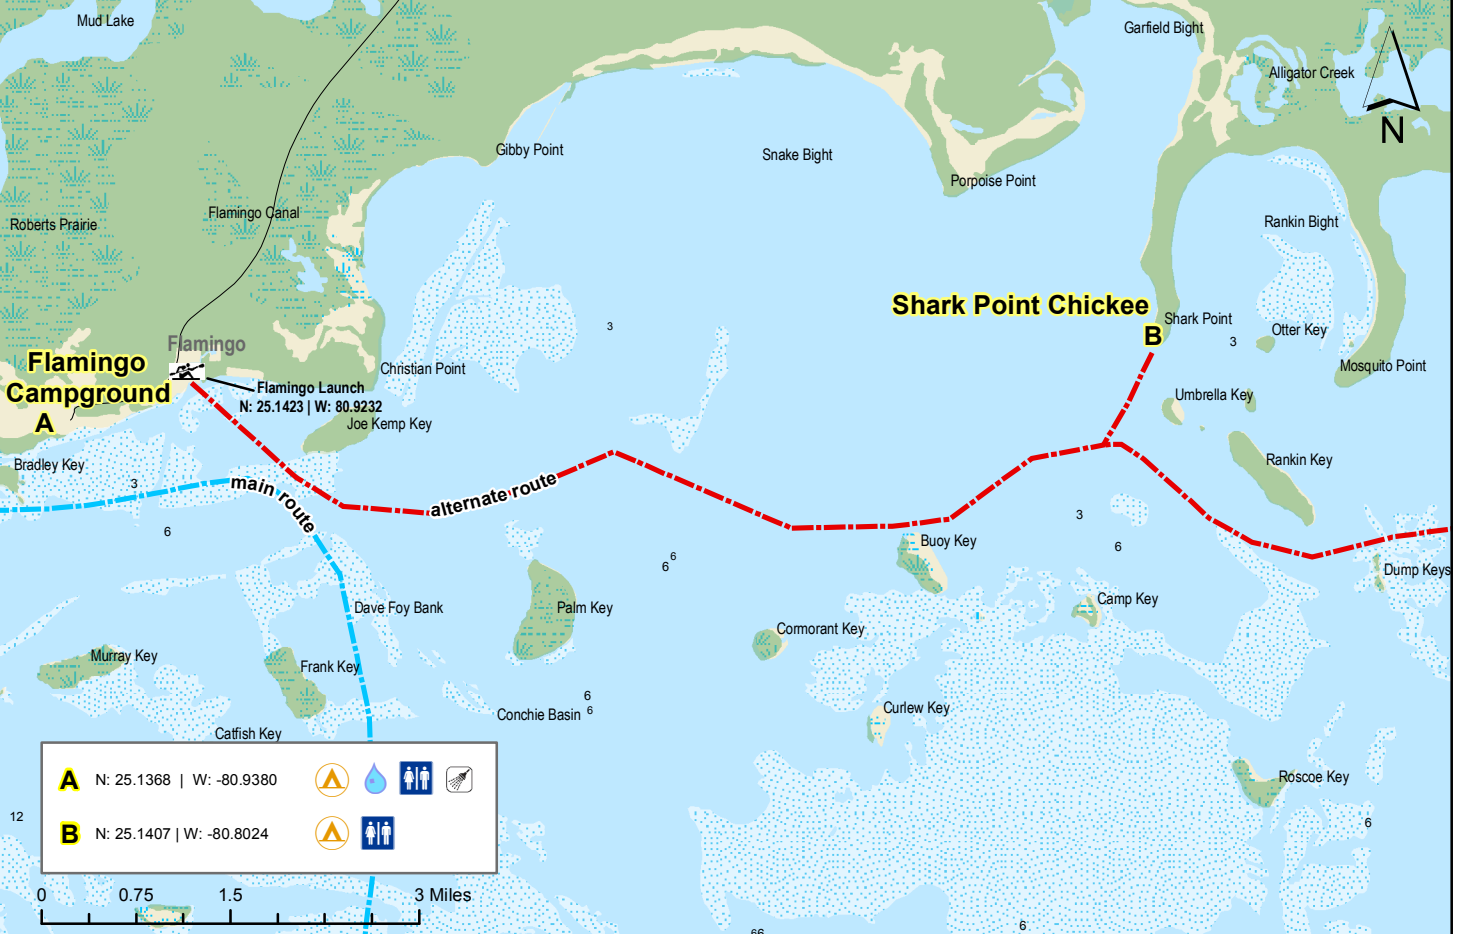 Mud Lake
Garfield Bight
Alligator Creek
N
Gibby Point
Snake Bight
Porpoise Point
Roberts Prairie
Flamingo Canal
Rankin Bight
Shark Point Chickee
B
Shark Point
3
3
Otter Key
Flamingo
Flamingo
Campground
A
Flamingo Launch
N: 25.1423 | W: 80.9232
Christian Point
Mosquito Point
Joe Kemp Key
Umbrella Key
Bradley Key
3
main route
alternate route
Rankin Key
6
3
6
6
6
Buoy Key
Dump Keys
Dave Foy Bank
Palm Key
Camp Key
Cormorant Key
Murray Key
Frank Key
6
6
Conchie Basin
Curlew Key
Catfish Key
Roscoe Key
A N: 25.1368 | W: -80.9380
B N: 25.1407 | W: -80.8024
12
6
0 0.75 1.5 3 Miles
6
66